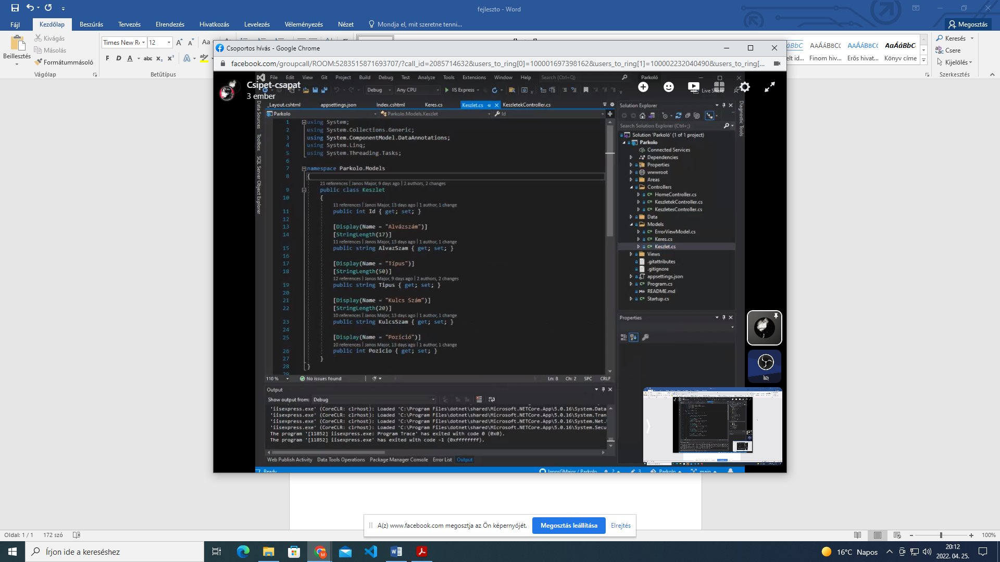 fejleszto - Word
Fájl Kezdőlap Beszúrás Tervezés Elrendezés Hivatkozás Levelezés Véleményezés Nézet Mondja el, mit szeretne tenni... Megosztás
Beillesztés
Kivágás
Másolás
Formátummásoló
Vágólap
Times New R 12
F D A abc x₂ x²
Betűtípus
AaÁáBbCc AaÁáBbCc AaÁáBbCc
Finom hiv... Erős hivat... Könyv címe
Keresés
Csere
Kijelölés
Szerkesztés
Csoportos hívás - Google Chrome
facebook.com/groupcall/ROOM:5283515871693707/?call_id=2085714632&users_to_ring[0]=100001697398162&users_to_ring[1]=100002232040490&users_to_ring[...
Csipet-csapat
3 ember
File Edit View Git Project Build Debug Test Analyze Tools Extensions Window Help Search (Ctrl+Q) Parkoló
Debug Any CPU IIS Express Live Share
_Layout.cshtml appsettings.json Index.cshtml Keres.cs Keszlet.cs KeszletekController.cs
Parkolo Parkolo.Models.Keszlet Id
Data Sources
Toolbox
SQL Server Object Explorer
1 using System;
2 using System.Collections.Generic;
3 using System.ComponentModel.DataAnnotations;
4 using System.Linq;
5 using System.Threading.Tasks;
6
7 namespace Parkolo.Models
8 {
21 references | Janos Major, 9 days ago | 2 authors, 2 changes
9 public class Keszlet
10 {
11 references | Janos Major, 13 days ago | 1 author, 1 change
11 public int Id { get; set; }
12
13 [Display(Name = "Alvázszám")]
14 [StringLength(17)]
11 references | Janos Major, 13 days ago | 1 author, 1 change
15 public string AlvazSzam { get; set; }
16
17 [Display(Name = "Típus")]
18 [StringLength(50)]
12 references | Janos Major, 9 days ago | 2 authors, 2 changes
19 public string Tipus { get; set; }
20
21 [Display(Name = "Kulcs Szám")]
22 [StringLength(20)]
10 references | Janos Major, 13 days ago | 1 author, 1 change
23 public string KulcsSzam { get; set; }
24
25 [Display(Name = "Pozíció")]
10 references | Janos Major, 13 days ago | 1 author, 1 change
26 public int Pozicio { get; set; }
27 }
28 }
29
110 % No issues found Ln: 8 Ch: 2 SPC CRLF
Output
Show output from: Debug
'iisexpress.exe' (CoreCLR: clrhost): Loaded 'C:\Program Files\dotnet\shared\Microsoft.NETCore.App\5.0.16\System.Data
'iisexpress.exe' (CoreCLR: clrhost): Loaded 'C:\Program Files\dotnet\shared\Microsoft.NETCore.App\5.0.16\System.Tran
'iisexpress.exe' (CoreCLR: clrhost): Loaded 'C:\Program Files\dotnet\shared\Microsoft.NETCore.App\5.0.16\System.Net.
'iisexpress.exe' (CoreCLR: clrhost): Loaded 'C:\Program Files\dotnet\shared\Microsoft.NETCore.App\5.0.16\System.Secu
The program '[11852] iisexpress.exe: Program Trace' has exited with code 0 (0x0).
The program '[11852] iisexpress.exe' has exited with code -1 (0xffffffff).
Web Publish Activity Data Tools Operations Package Manager Console Error List Output
Ready JanosGMajor / Parkolo 2 3 Parkolo main
Solution Explorer
Search Solution Explorer (Ctrl+;)
Solution 'Parkoló' (1 of 1 project)
Parkolo
Connected Services
Dependencies
Properties
wwwroot
Areas
Controllers
HomeController.cs
KeszletekController.cs
KeszletesController.cs
Data
Models
ErrorViewModel.cs
Keres.cs
Keszlet.cs
Views
.gitattributes
.gitignore
appsettings.json
Program.cs
README.md
Startup.cs
Properties
Diagnostic Tools
A(z) www.facebook.com megosztja az Ön képernyőjét. Megosztás leállítása Elrejtés
Oldal: 1 / 1 172 szó 100%
Írjon ide a kereséshez
16°C Napos
20:12
2022. 04. 25.